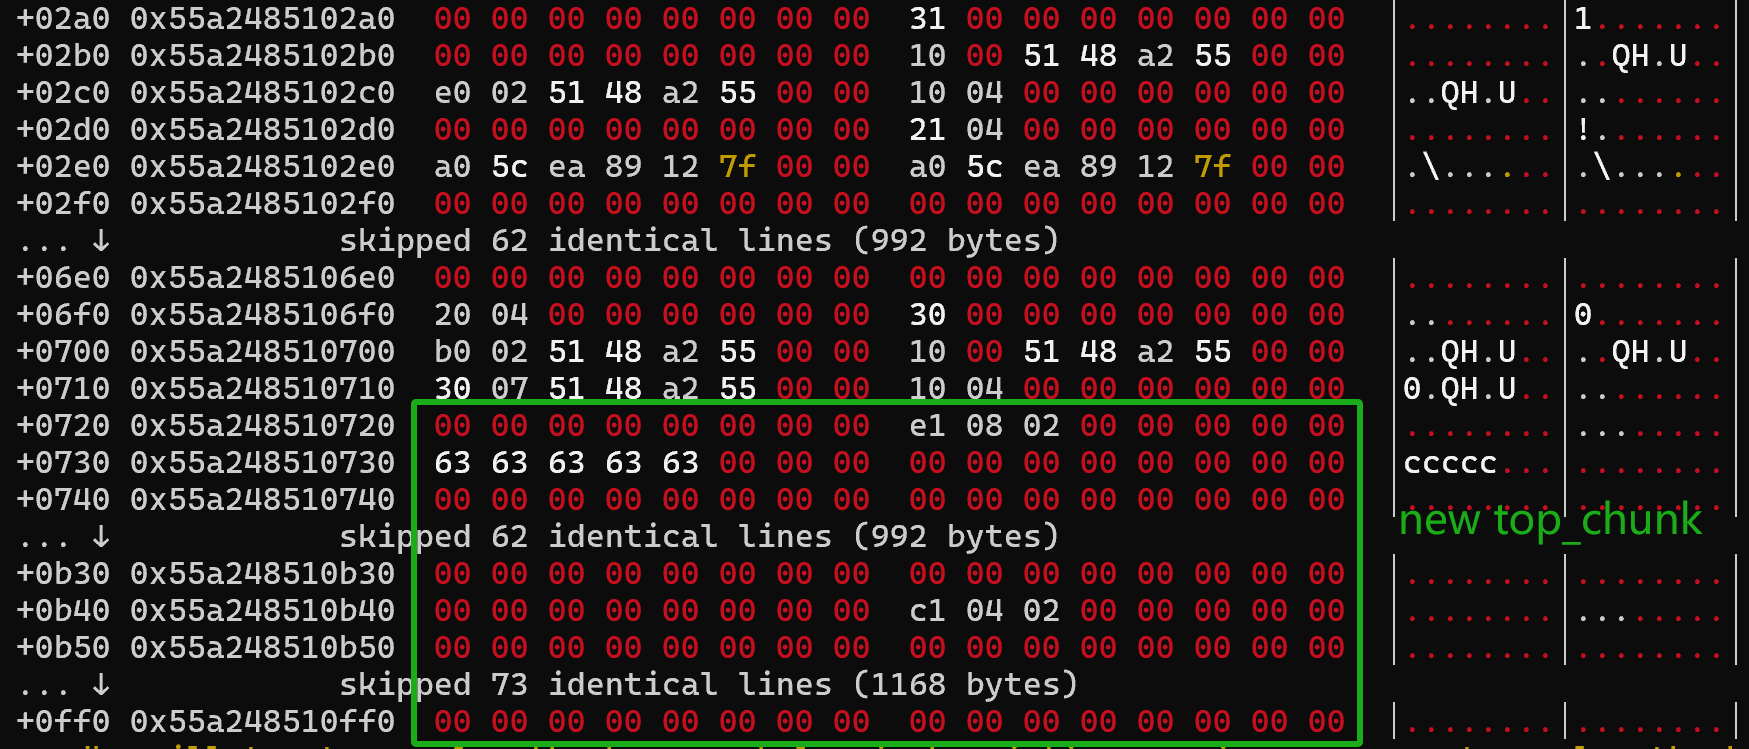 +02a0 0x55a2485102a0 00 00 00 00 00 00 00 00 31 00 00 00 00 00 00 00 |........|1.......|
+02b0 0x55a2485102b0 00 00 00 00 00 00 00 00 10 00 51 48 a2 55 00 00 |........|..QH.U..|
+02c0 0x55a2485102c0 e0 02 51 48 a2 55 00 00 10 04 00 00 00 00 00 00 |..QH.U..|........|
+02d0 0x55a2485102d0 00 00 00 00 00 00 00 00 21 04 00 00 00 00 00 00 |........|!.......|
+02e0 0x55a2485102e0 a0 5c ea 89 12 7f 00 00 a0 5c ea 89 12 7f 00 00 |.\......|.\......|
+02f0 0x55a2485102f0 00 00 00 00 00 00 00 00 00 00 00 00 00 00 00 00 |........|........|
... ↓ skipped 62 identical lines (992 bytes)
+06e0 0x55a2485106e0 00 00 00 00 00 00 00 00 00 00 00 00 00 00 00 00 |........|........|
+06f0 0x55a2485106f0 20 04 00 00 00 00 00 00 30 00 00 00 00 00 00 00 |........|0.......|
+0700 0x55a248510700 b0 02 51 48 a2 55 00 00 10 00 51 48 a2 55 00 00 |..QH.U..|..QH.U..|
+0710 0x55a248510710 30 07 51 48 a2 55 00 00 10 04 00 00 00 00 00 00 |0.QH.U..|........|
+0720 0x55a248510720 00 00 00 00 00 00 00 00 e1 08 02 00 00 00 00 00 |........|........|
+0730 0x55a248510730 63 63 63 63 63 00 00 00 00 00 00 00 00 00 00 00 |ccccc...|........|
+0740 0x55a248510740 00 00 00 00 00 00 00 00 00 00 00 00 00 00 00 00 |........|........|
new top_chunk
... ↓ skipped 62 identical lines (992 bytes)
+0b30 0x55a248510b30 00 00 00 00 00 00 00 00 00 00 00 00 00 00 00 00 |........|........|
+0b40 0x55a248510b40 00 00 00 00 00 00 00 00 c1 04 02 00 00 00 00 00 |........|........|
+0b50 0x55a248510b50 00 00 00 00 00 00 00 00 00 00 00 00 00 00 00 00 |........|........|
... ↓ skipped 73 identical lines (1168 bytes)
+0ff0 0x55a248510ff0 00 00 00 00 00 00 00 00 00 00 00 00 00 00 00 00 |........|........|